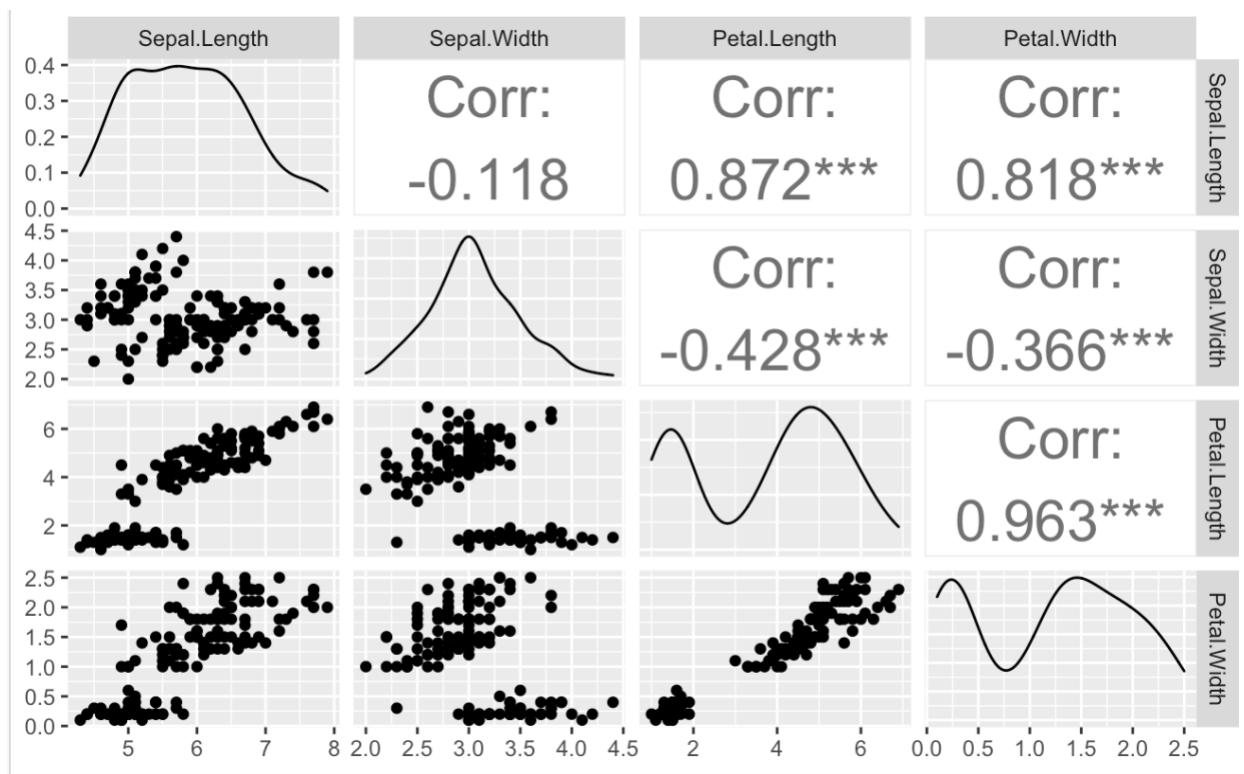 Sepal.Length Sepal.Width Petal.Length Petal.Width
0.4
0.3
0.2
0.1
0.0
Corr:
-0.118
Corr:
0.872***
Corr:
0.818***
Sepal.Length
4.5
4.0
3.5
3.0
2.5
2.0
Corr:
-0.428***
Corr:
-0.366***
Sepal.Width
6
4
2
Corr:
0.963***
Petal.Length
2.5
2.0
1.5
1.0
0.5
0.0
Petal.Width
5 6 7 8
2.0 2.5 3.0 3.5 4.0 4.5
2 4 6
0.0 0.5 1.0 1.5 2.0 2.5